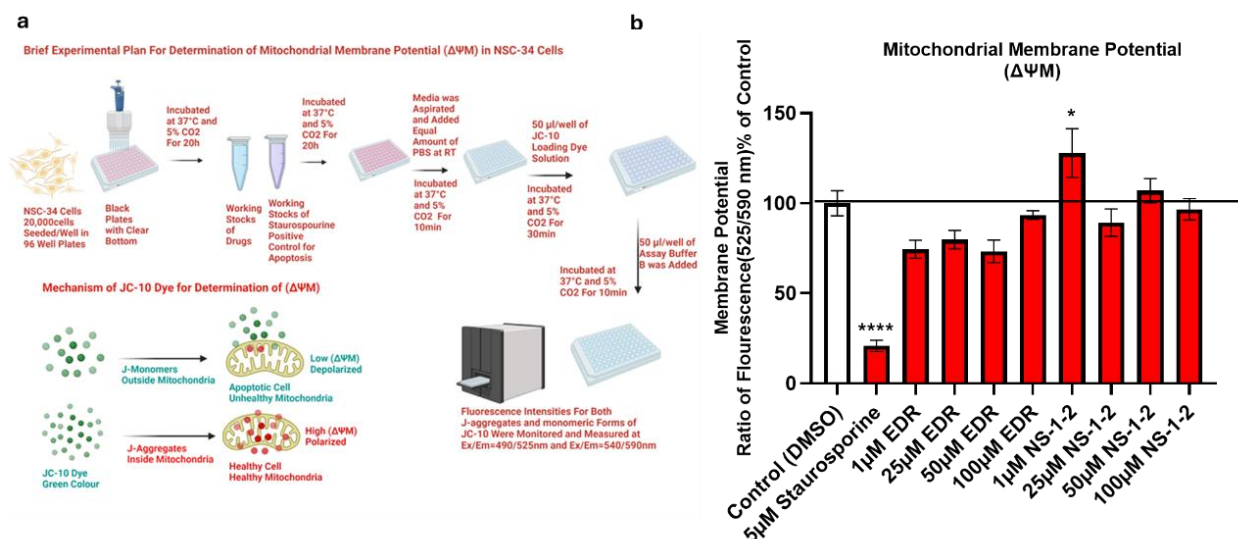 a
Brief Experimental Plan For Determination of Mitochondrial Membrane Potential (ΔΨM) in NSC-34 Cells
NSC-34 Cells
20,000cells
Seeded/Well in
96 Well Plates
Black
Plates
with Clear
Bottom
Incubated
at 37°C and
5% CO2
For 20h
Working
Stocks
of
Drugs
Working
Stocks of
Staurospourine
Positive
Control for
Apoptosis
Incubated
at 37°C and
5% CO2 For
20h
Media was
Aspirated
and Added
Equal
Amount of
PBS at RT
Incubated
at 37°C
and 5%
CO2 For
10min
50 µl/well of
JC-10
Loading Dye
Solution
Incubated at
37°C and 5%
CO2 For
30min
50 µl/well of
Assay Buffer
B was Added
Incubated at
37°C and 5%
CO2 For 10min
Fluorescence Intensities For Both
J-aggregates and monomeric Forms of
JC-10 Were Monitored and Measured at
Ex/Em=490/525nm and Ex/Em=540/590nm
Mechanism of JC-10 Dye for Determination of (ΔΨM)
J-Monomers
Outside Mitochondria
Low (ΔΨM)
Depolarized
Apoptotic Cell
Unhealthy Mitochondria
J-Aggregates
Inside Mitochondria
High (ΔΨM)
Polarized
JC-10 Dye
Green Colour
Healthy Cell
Healthy Mitochondria
b
Mitochondrial Membrane Potential
(ΔΨM)
Membrane Potential
Ratio of Flourescence(525/590 nm)% of Control
150
100
50
0
****
*
Control (DMSO)
5µM Staurosporine
1µM EDR
25µM EDR
50µM EDR
100µM EDR
1µM NS-1-2
25µM NS-1-2
50µM NS-1-2
100µM NS-1-2